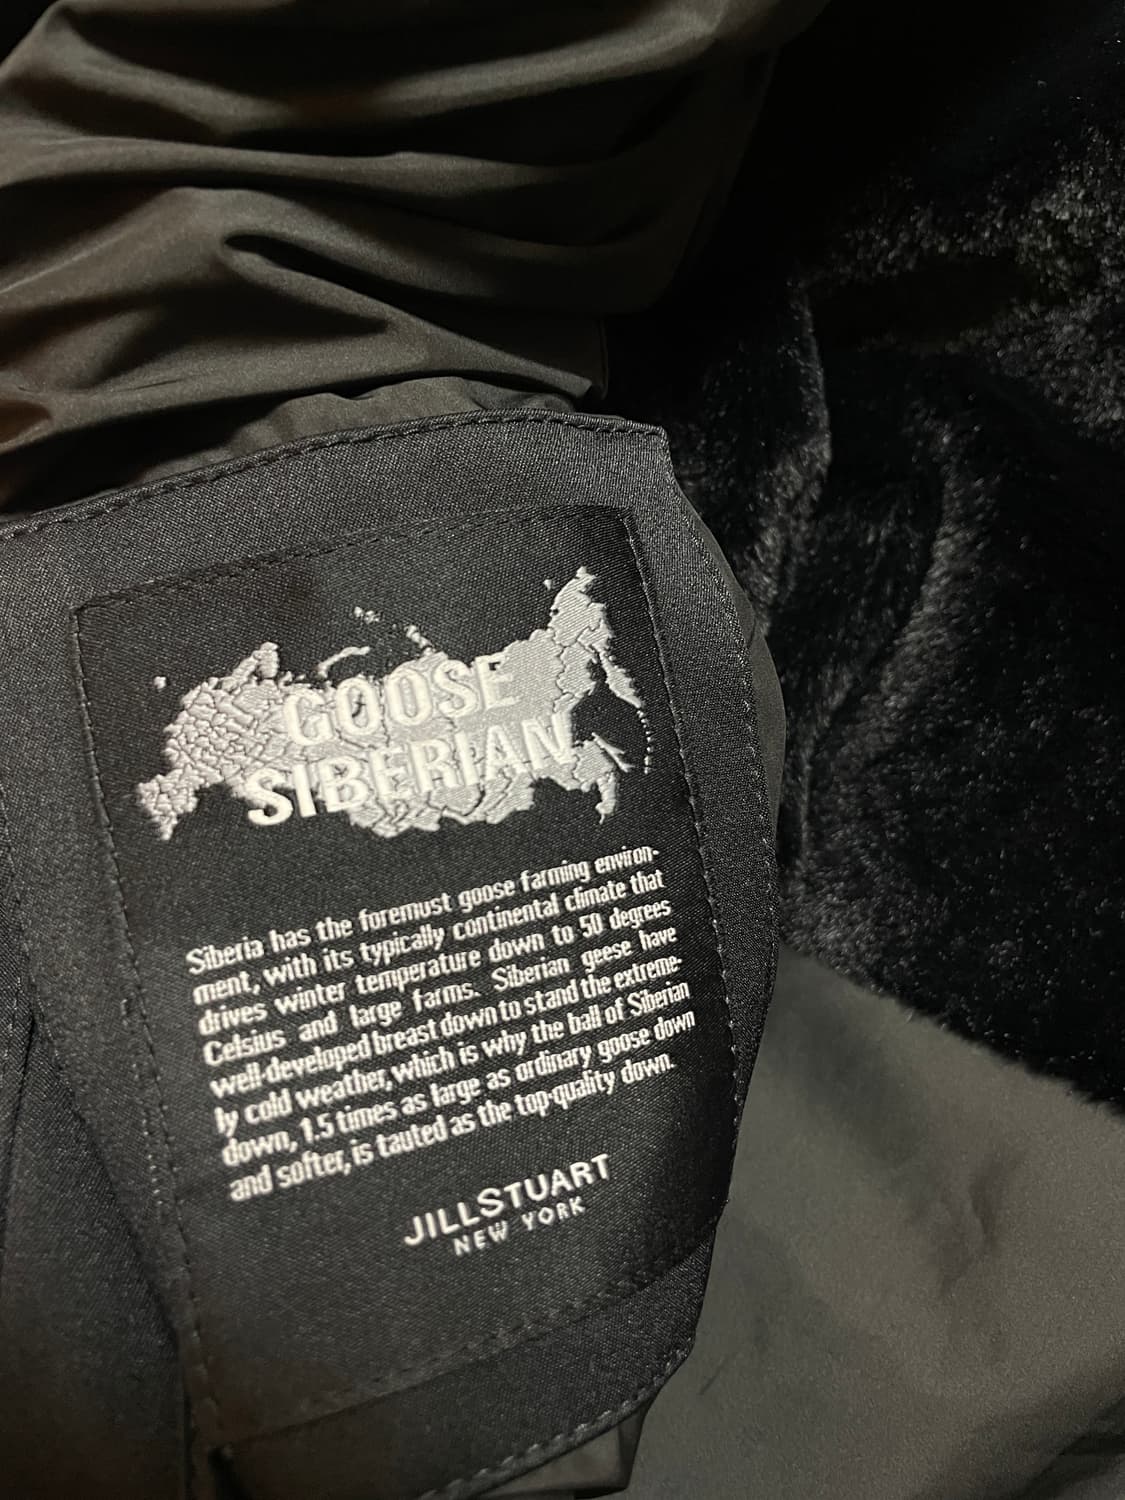 GOOSE
SIBERIAN
Siberia has the foremust goose farming environ-
ment, with its typically continental climate that
drives winter temperature down to 50 degrees
Celsius and large farms. Siberian geese have
well-developed breast down to stand the extreme-
ly cold weather, which is why the ball of Siberian
down, 1.5 times as large as ordinary goose down
and softer, is tauted as the top-quality down.
JILLSTUART
NEW YORK